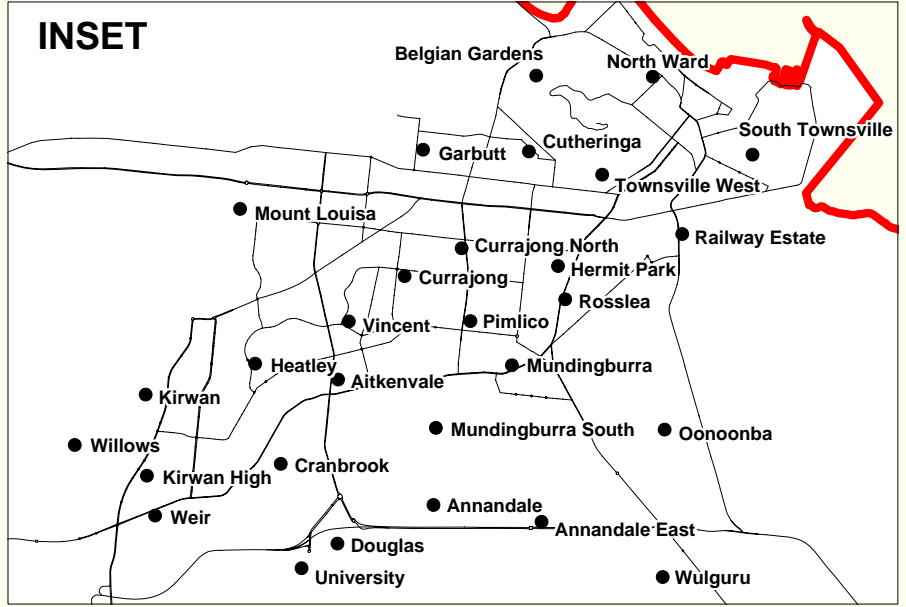 INSET
Belgian Gardens
North Ward
South Townsville
Cutheringa
Garbutt
Townsville West
Mount Louisa
Railway Estate
Currajong North
Hermit Park
Currajong
Rosslea
Vincent
Pimlico
Heatley
Mundingburra
Aitkenvale
Kirwan
Mundingburra South
Oonoonba
Willows
Cranbrook
Kirwan High
Annandale
Weir
Annandale East
Douglas
University
Wulguru